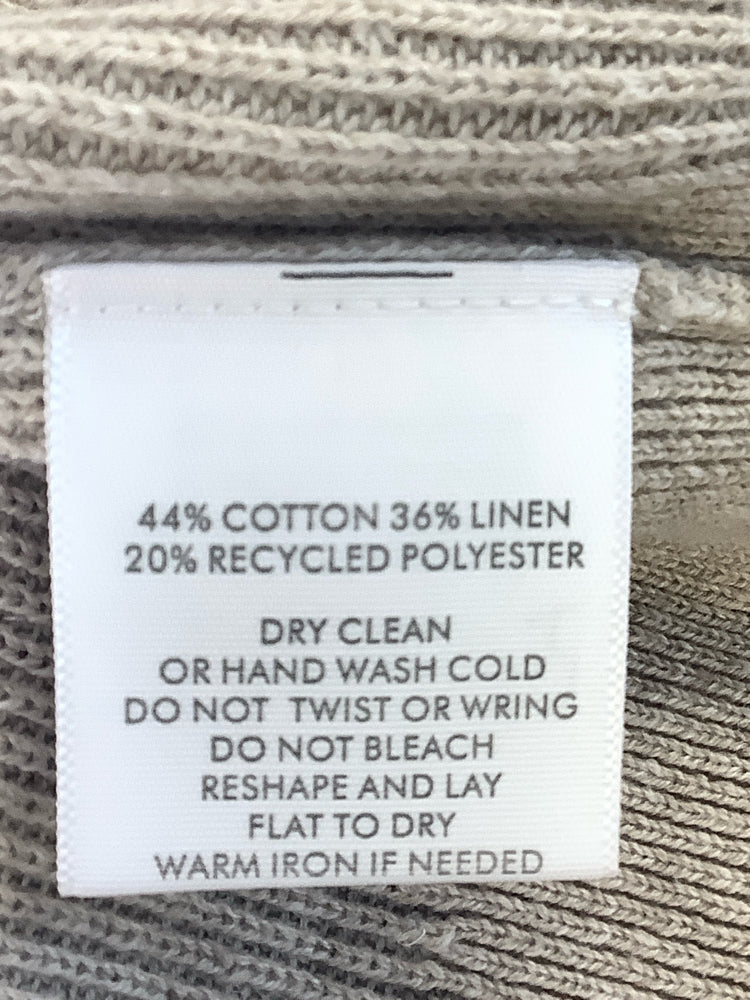 44% COTTON 36% LINEN
20% RECYCLED POLYESTER
DRY CLEAN
OR HAND WASH COLD
DO NOT TWIST OR WRING
DO NOT BLEACH
RESHAPE AND LAY
FLAT TO DRY
WARM IRON IF NEEDED